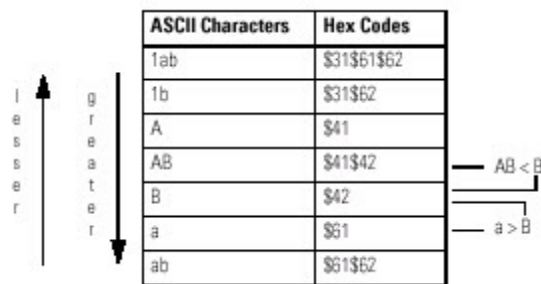 ASCII Characters Hex Codes
1ab $31$61$62
1b $31$62
A $41
AB $41$42
B $42
a $61
ab $61$62
lesser
greater
AB < B
a > B